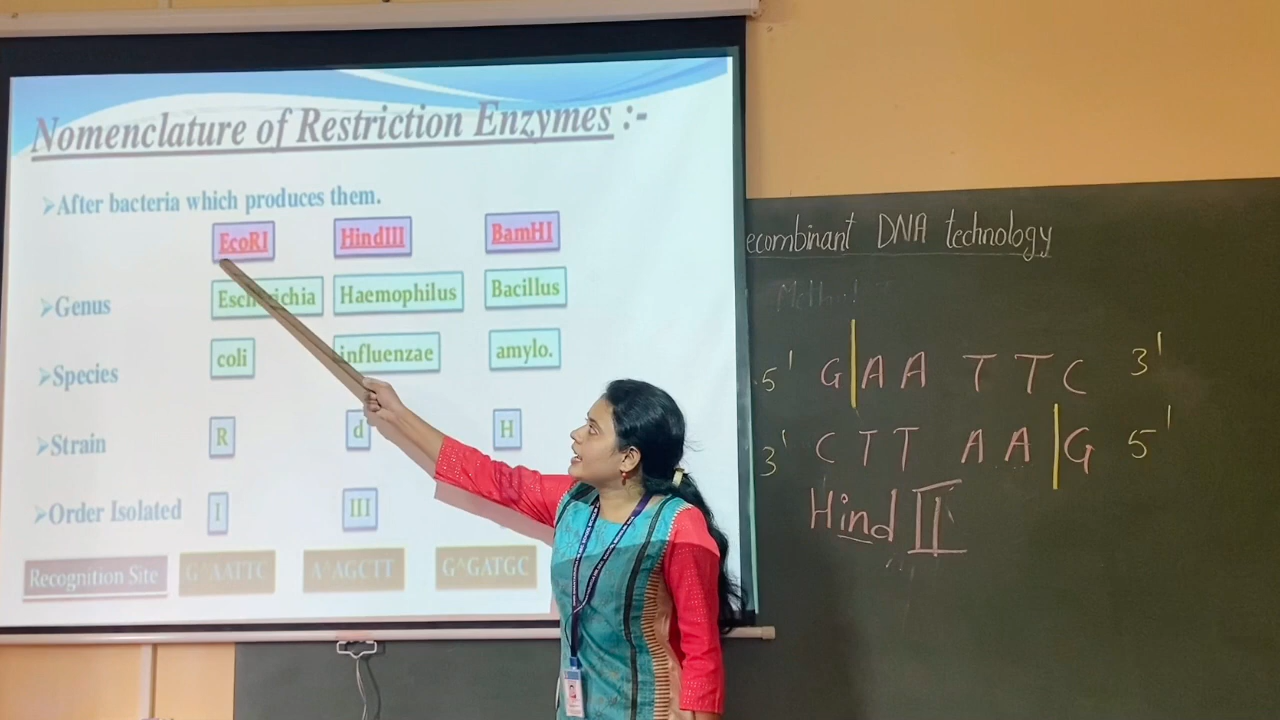 Nomenclature of Restriction Enzymes :-
➢After bacteria which produces them.
EcoRI HindIII BamHI
➢Genus Escherichia Haemophilus Bacillus
➢Species coli influenzae amylo.
➢Strain R d H
➢Order Isolated I III
Recognition Site G^AATTC A^AGCTT G^GATGC
ecombinant DNA technology
5' G|A A T T C 3'
3' C T T A A|G 5'
Hind II